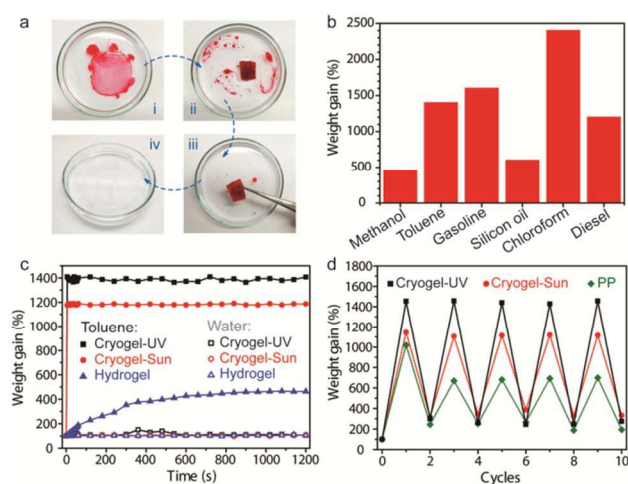 a
i
ii
iv
iii
b
Weight gain (%)
2500
2000
1500
1000
500
0
Methanol
Toluene
Gasoline
Silicon oil
Chloroform
Diesel
c
Weight gain (%)
1400
1200
1000
800
600
400
200
0
Toluene: Water:
Cryogel-UV Cryogel-UV
Cryogel-Sun Cryogel-Sun
Hydrogel Hydrogel
0 200 400 600 800 1000 1200
Time (s)
d
Weight gain (%)
1800
1600
1400
1200
1000
800
600
400
200
0
Cryogel-UV Cryogel-Sun PP
0 2 4 6 8 10
Cycles